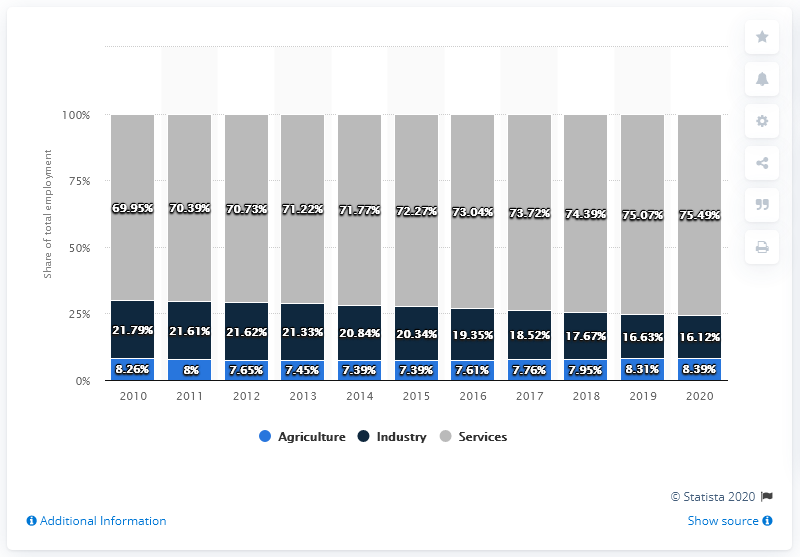 Share of total employment
100%
75%
50%
25%
0%
69.95% 70.39% 70.73% 71.22% 71.77% 72.27% 73.04% 73.72% 74.39% 75.07% 75.49%
21.79% 21.61% 21.62% 21.33% 20.84% 20.34% 19.35% 18.52% 17.67% 16.63% 16.12%
8.26% 8% 7.65% 7.45% 7.39% 7.39% 7.61% 7.76% 7.95% 8.31% 8.39%
2010 2011 2012 2013 2014 2015 2016 2017 2018 2019 2020
Agriculture Industry Services
© Statista 2020
Additional Information Show source